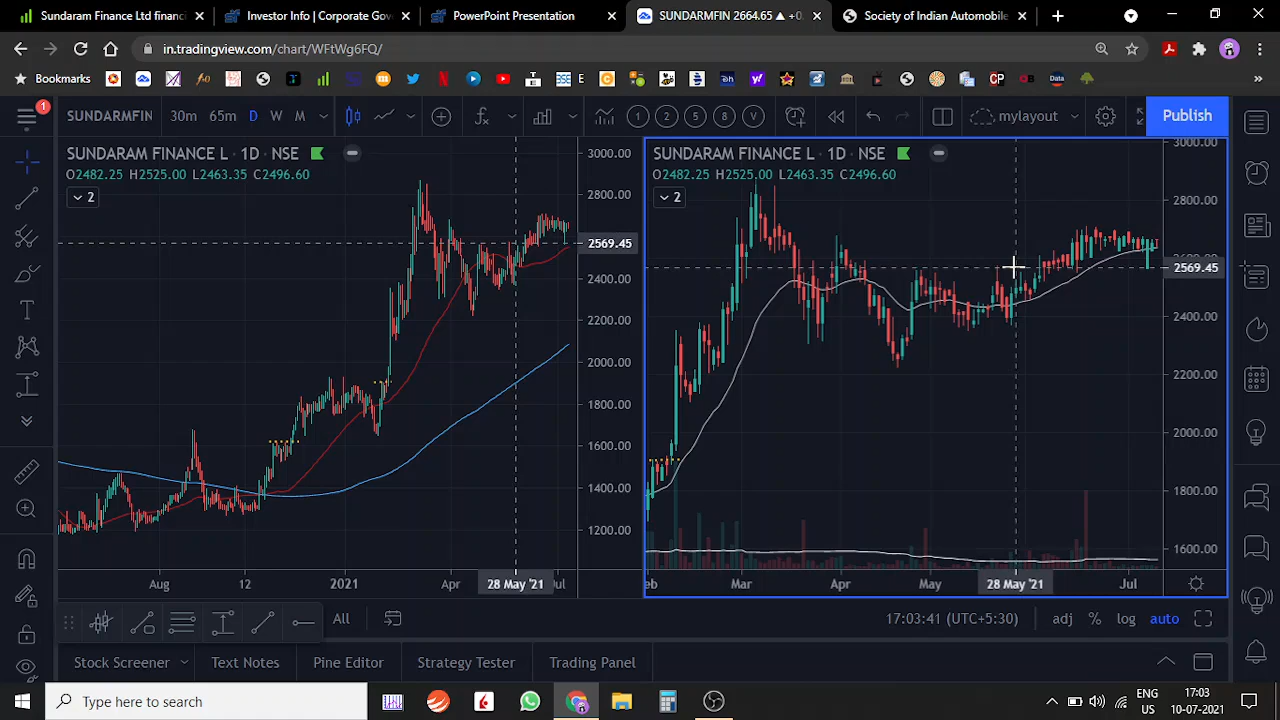 Sundaram Finance Ltd financi
Investor Info | Corporate Gov
PowerPoint Presentation
SUNDARMFIN 2664.65 ▲ +0.
Society of Indian Automobile
in.tradingview.com/chart/WFtWg6FQ/
Bookmarks
SUNDARMFIN 30m 65m D W M
1 2 5 8 V
mylayout
Publish
SUNDARAM FINANCE L · 1D · NSE
O2482.25 H2525.00 L2463.35 C2496.60
2
3000.00
2800.00
2569.45
2400.00
2200.00
2000.00
1800.00
1600.00
1400.00
1200.00
Aug 12 2021 Apr 28 May '21 Jul
SUNDARAM FINANCE L · 1D · NSE
O2482.25 H2525.00 L2463.35 C2496.60
2
3000.00
2800.00
2569.45
2400.00
2200.00
2000.00
1800.00
1600.00
eb Mar Apr May 28 May '21 Jul
All
17:03:41 (UTC+5:30) adj % log auto
Stock Screener Text Notes Pine Editor Strategy Tester Trading Panel
Type here to search
ENG
US
17:03
10-07-2021